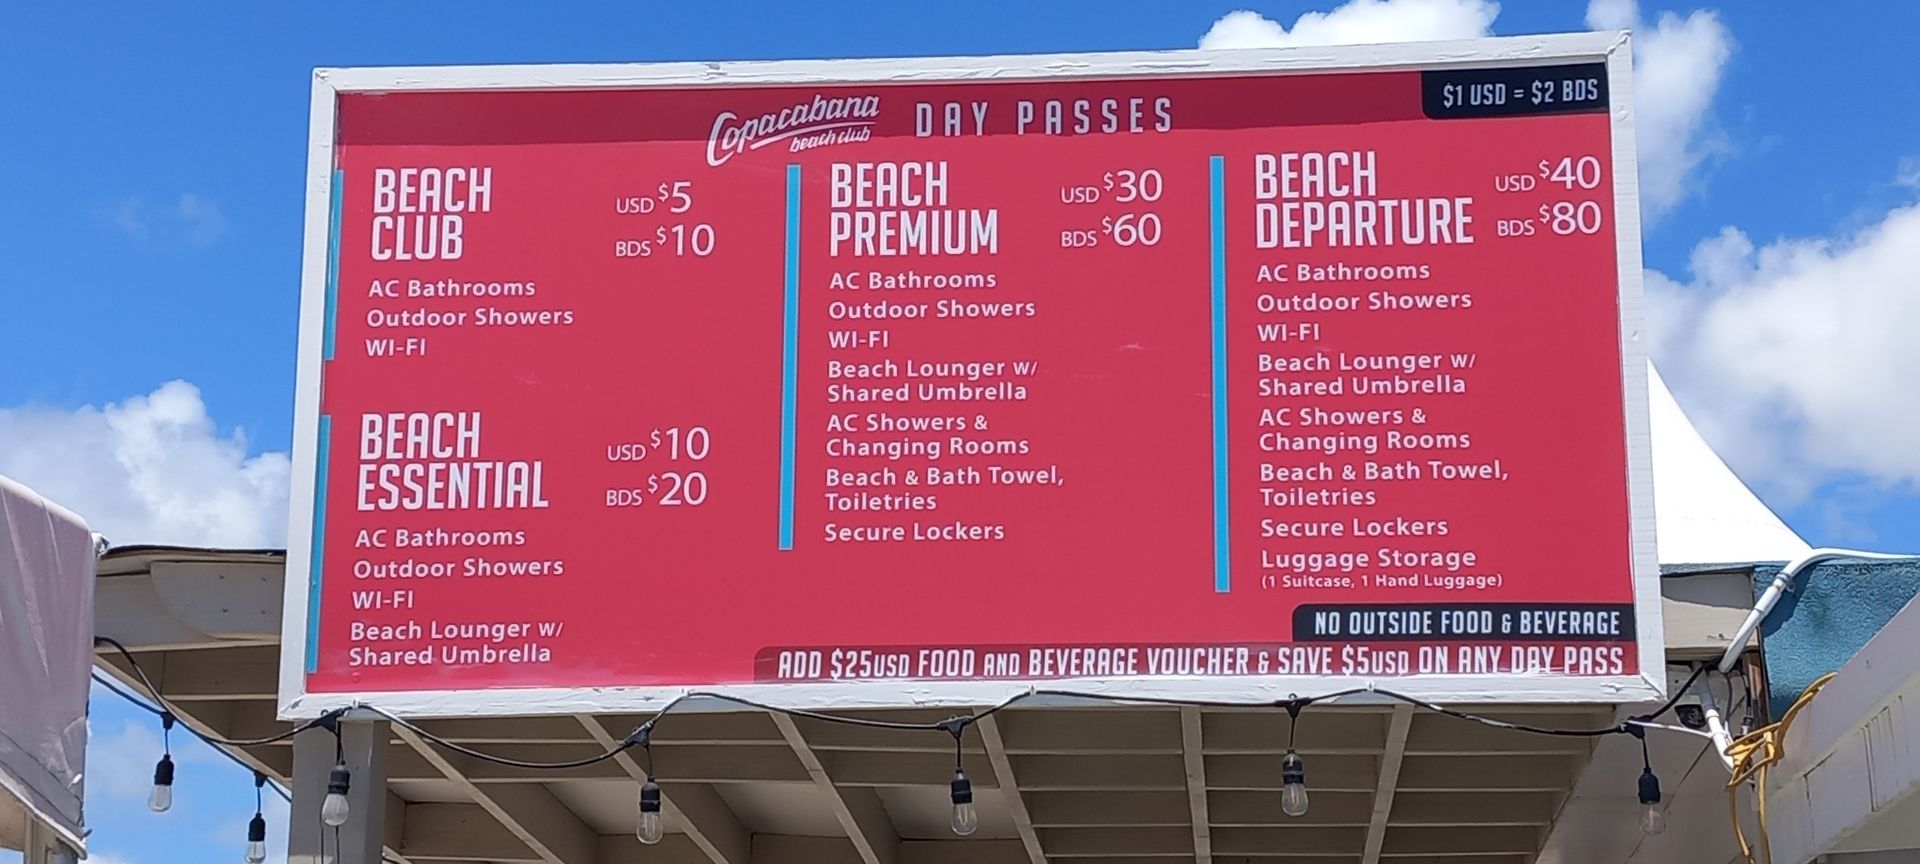 Copacabana
beach club
DAY PASSES
$1 USD = $2 BDS
BEACH
CLUB
USD $5
BDS $10
AC Bathrooms
Outdoor Showers
WI-FI
BEACH
ESSENTIAL
USD $10
BDS $20
AC Bathrooms
Outdoor Showers
WI-FI
Beach Lounger w/
Shared Umbrella
BEACH
PREMIUM
USD $30
BDS $60
AC Bathrooms
Outdoor Showers
WI-FI
Beach Lounger w/
Shared Umbrella
AC Showers &
Changing Rooms
Beach & Bath Towel,
Toiletries
Secure Lockers
BEACH
DEPARTURE
USD $40
BDS $80
AC Bathrooms
Outdoor Showers
WI-FI
Beach Lounger w/
Shared Umbrella
AC Showers &
Changing Rooms
Beach & Bath Towel,
Toiletries
Secure Lockers
Luggage Storage
(1 Suitcase, 1 Hand Luggage)
NO OUTSIDE FOOD & BEVERAGE
ADD $25USD FOOD AND BEVERAGE VOUCHER & SAVE $5USD ON ANY DAY PASS